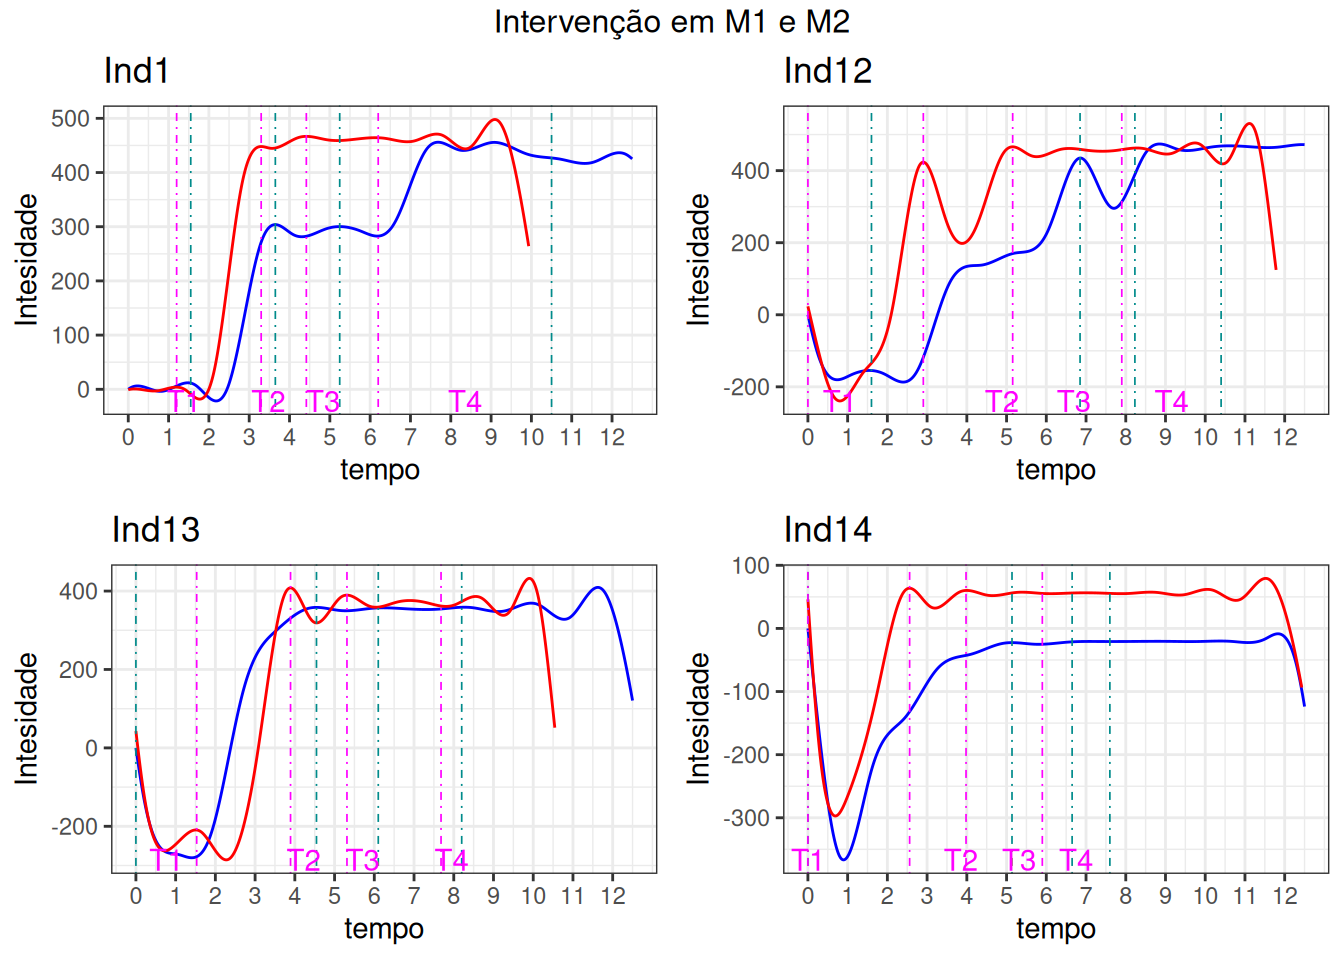 Intervenção em M1 e M2
Ind1
Intesidade
500
400
300
200
100
0
T1 T2 T3 T4
0 1 2 3 4 5 6 7 8 9 10 11 12
tempo
Ind12
Intesidade
400
200
0
-200
T1 T2 T3 T4
0 1 2 3 4 5 6 7 8 9 10 11 12
tempo
Ind13
Intesidade
400
200
0
-200
T1 T2 T3 T4
0 1 2 3 4 5 6 7 8 9 10 11 12
tempo
Ind14
Intesidade
100
0
-100
-200
-300
T1 T2 T3 T4
0 1 2 3 4 5 6 7 8 9 10 11 12
tempo